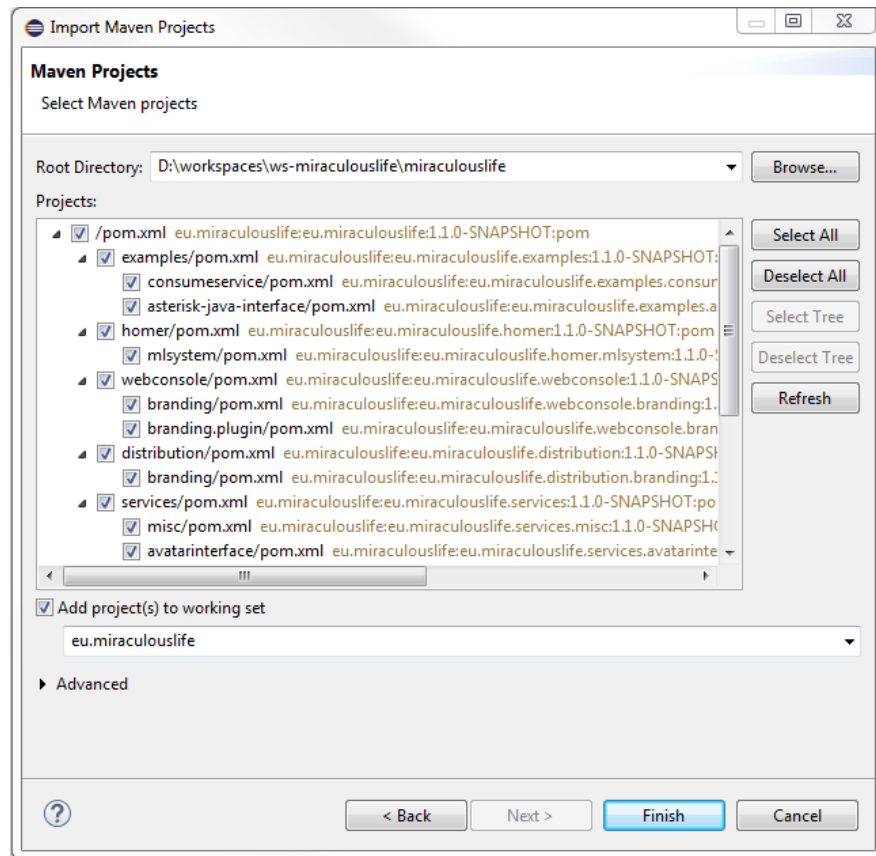 Import Maven Projects
Maven Projects
Select Maven projects
Root Directory: D:\workspaces\ws-miraculouslife\miraculouslife Browse...
Projects:
/pom.xml eu.miraculouslife:eu.miraculouslife:1.1.0-SNAPSHOT:pom
Select All
examples/pom.xml eu.miraculouslife:eu.miraculouslife.examples:1.1.0-SNAPSHOT:
consumeservice/pom.xml eu.miraculouslife:eu.miraculouslife.examples.consum
Deselect All
asterisk-java-interface/pom.xml eu.miraculouslife:eu.miraculouslife.examples.a
Select Tree
homer/pom.xml eu.miraculouslife:eu.miraculouslife.homer:1.1.0-SNAPSHOT:pom
mlsystem/pom.xml eu.miraculouslife:eu.miraculouslife.homer.mlsystem:1.1.0-S
Deselect Tree
webconsole/pom.xml eu.miraculouslife:eu.miraculouslife.webconsole:1.1.0-SNAPS
branding/pom.xml eu.miraculouslife:eu.miraculouslife.webconsole.branding:1.
Refresh
branding.plugin/pom.xml eu.miraculouslife:eu.miraculouslife.webconsole.bran
distribution/pom.xml eu.miraculouslife:eu.miraculouslife.distribution:1.1.0-SNAPSH
branding/pom.xml eu.miraculouslife:eu.miraculouslife.distribution.branding:1.1
services/pom.xml eu.miraculouslife:eu.miraculouslife.services:1.1.0-SNAPSHOT:po
misc/pom.xml eu.miraculouslife:eu.miraculouslife.services.misc:1.1.0-SNAPSH
avatarinterface/pom.xml eu.miraculouslife:eu.miraculouslife.services.avatarinte
Add project(s) to working set
eu.miraculouslife
Advanced
? < Back Next > Finish Cancel